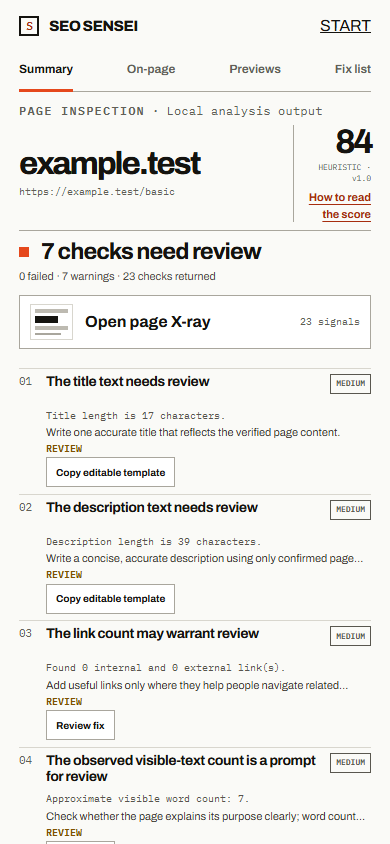 S SEO SENSEI START
Summary On-page Previews Fix list
PAGE INSPECTION · Local analysis output
example.test
https://example.test/basic
84
HEURISTIC ·
v1.0
How to read
the score
7 checks need review
0 failed · 7 warnings · 23 checks returned
Open page X-ray 23 signals
01 The title text needs review MEDIUM
Title length is 17 characters.
Write one accurate title that reflects the verified page content.
REVIEW
Copy editable template
02 The description text needs review MEDIUM
Description length is 39 characters.
Write a concise, accurate description using only confirmed page...
REVIEW
Copy editable template
03 The link count may warrant review MEDIUM
Found 0 internal and 0 external link(s).
Add useful links only where they help people navigate related...
REVIEW
Review fix
04 The observed visible-text count is a prompt MEDIUM
for review
Approximate visible word count: 7.
Check whether the page explains its purpose clearly; word count...
REVIEW